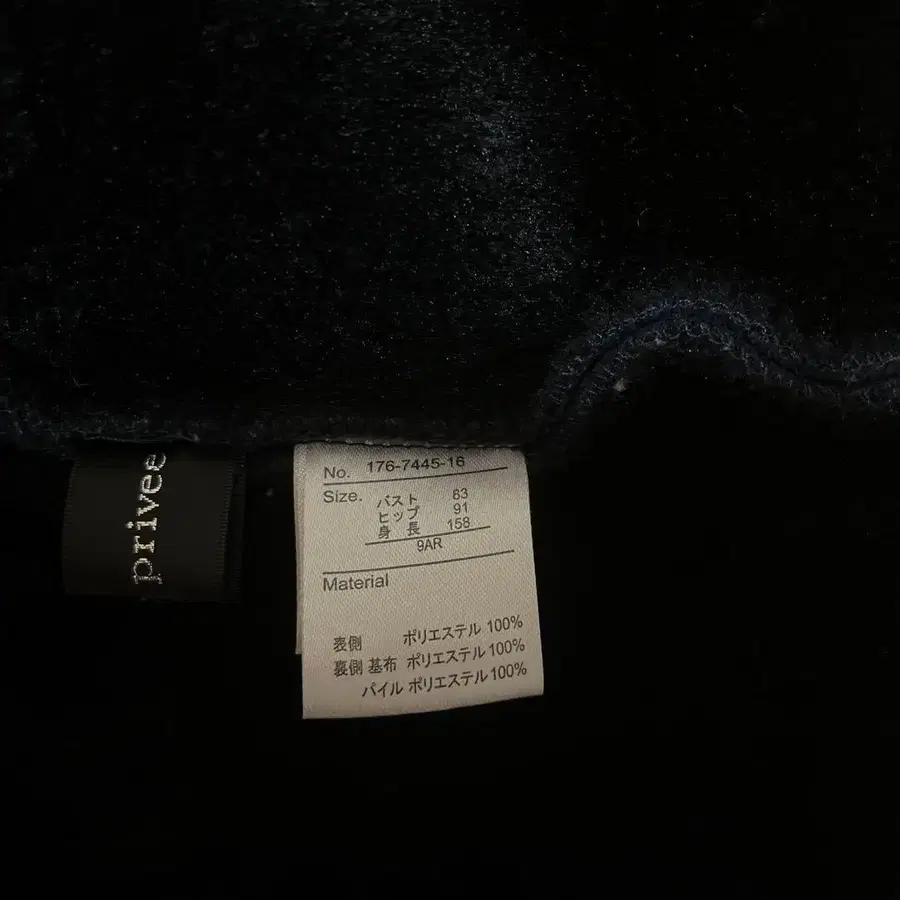 privee
No. 176-7445-16
Size. バスト 83
ヒップ 91
身長 158
9AR
Material
表側 ポリエステル 100%
裏側 基布 ポリエステル 100%
パイル ポリエステル 100%